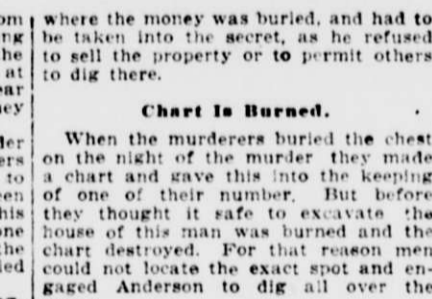 where the money was buried, and had to
be taken into the secret, as he refused
to sell the property or to permit others
to dig there.
Chart Is Burned.
When the murderers buried the chest
on the night of the murder they made
a chart and gave this into the keeping
of one of their number. But before
they thought it safe to excavate the
house of this man was burned and the
chart destroyed. For that reason men
could not locate the exact spot and en-
gaged Anderson to dig all over the